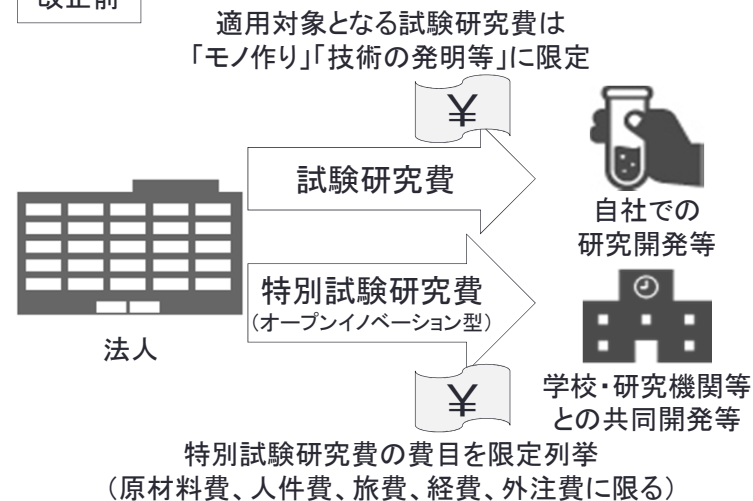 改正前
適用対象となる試験研究費は
「モノ作り」「技術の発明等」に限定
¥
試験研究費
自社での
研究開発等
特別試験研究費
(オープンイノベーション型)
法人
¥
学校・研究機関等
との共同開発等
特別試験研究費の費目を限定列挙
(原材料費、人件費、旅費、経費、外注費に限る)